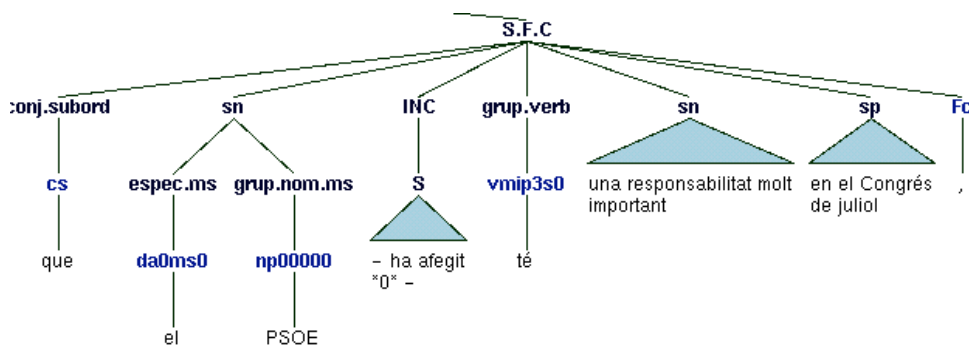 S.F.C
conj.subord sn INC grup.verb sn sp Fc
cs espec.ms grup.nom.ms S vmip3s0 una responsabilitat molt en el Congrés ,
important de juliol
que da0ms0 np00000 – ha afegit té
*0* –
el PSOE